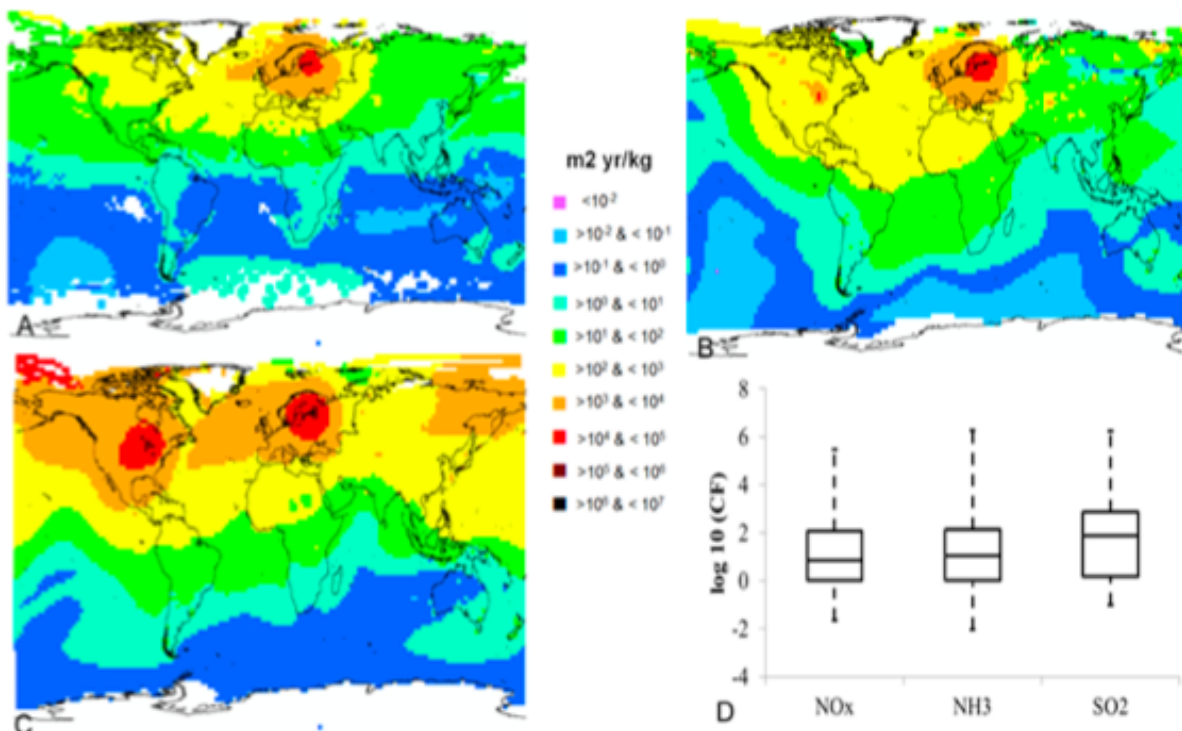 A
B
m2 yr/kg
<10-2
>10-2 & < 10-1
>10-1 & < 100
>100 & < 101
>101 & < 102
>102 & < 103
>103 & < 104
>104 & < 105
>105 & < 106
>106 & < 107
C
log 10 (CF)
8
6
4
2
0
-2
-4
NOx NH3 SO2
D